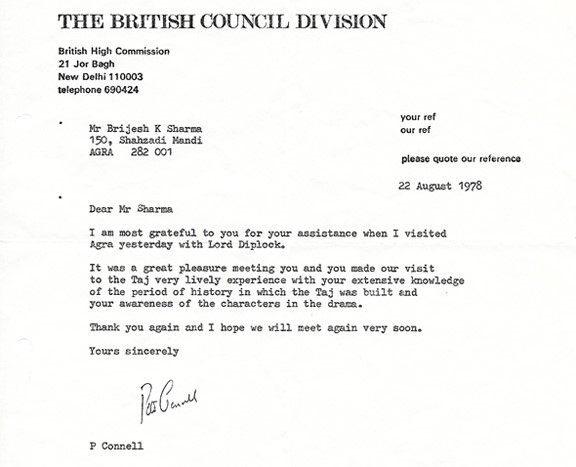 THE BRITISH COUNCIL DIVISION
British High Commission
21 Jor Bagh
New Delhi 110003
telephone 690424
your ref
our ref
please quote our reference
Mr Brijesh K Sharma
150, Shahzadi Mandi
AGRA 282 001
22 August 1978
Dear Mr Sharma
I am most grateful to you for your assistance when I visited
Agra yesterday with Lord Diplock.
It was a great pleasure meeting you and you made our visit
to the Taj very lively experience with your extensive knowledge
of the period of history in which the Taj was built and
your awareness of the characters in the drama.
Thank you again and I hope we will meet again very soon.
Yours sincerely
Connell
P Connell